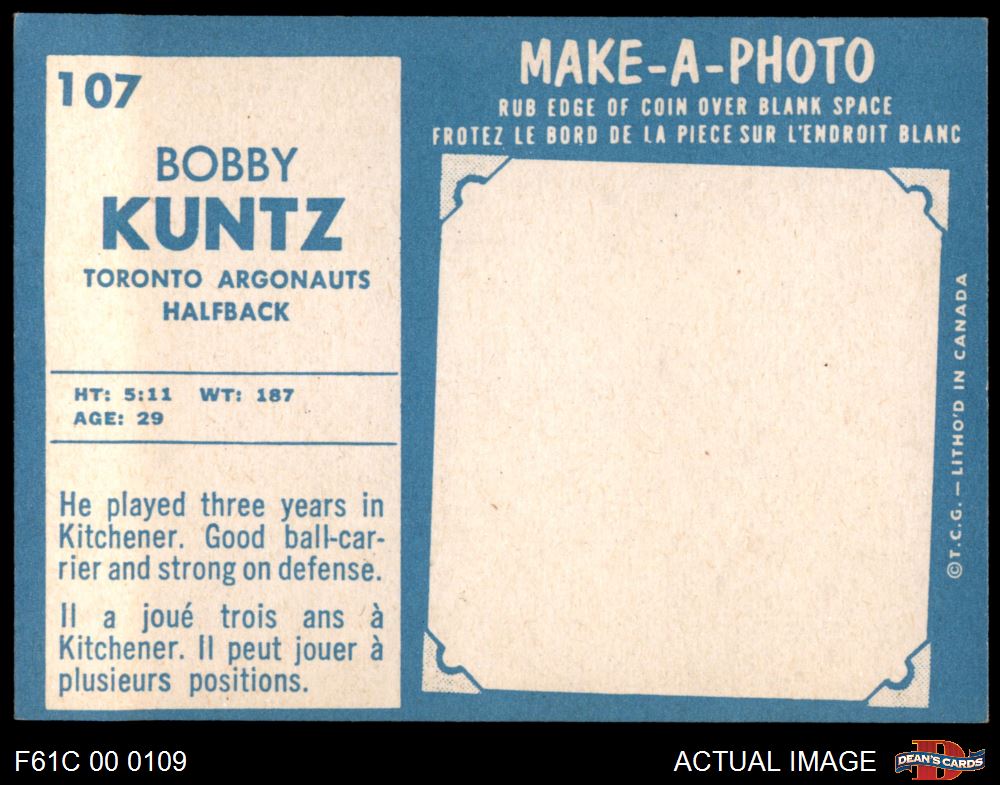 107
BOBBY
KUNTZ
TORONTO ARGONAUTS
HALFBACK
HT: 5:11 WT: 187
AGE: 29
He played three years in
Kitchener. Good ball-car-
rier and strong on defense.
Il a joué trois ans à
Kitchener. Il peut jouer à
plusieurs positions.
MAKE-A-PHOTO
RUB EDGE OF COIN OVER BLANK SPACE
FROTEZ LE BORD DE LA PIECE SUR L'ENDROIT BLANC
©T.C.G. — LITHO'D IN CANADA
F61C 00 0109
ACTUAL IMAGE
D
DEAN'S CARDS